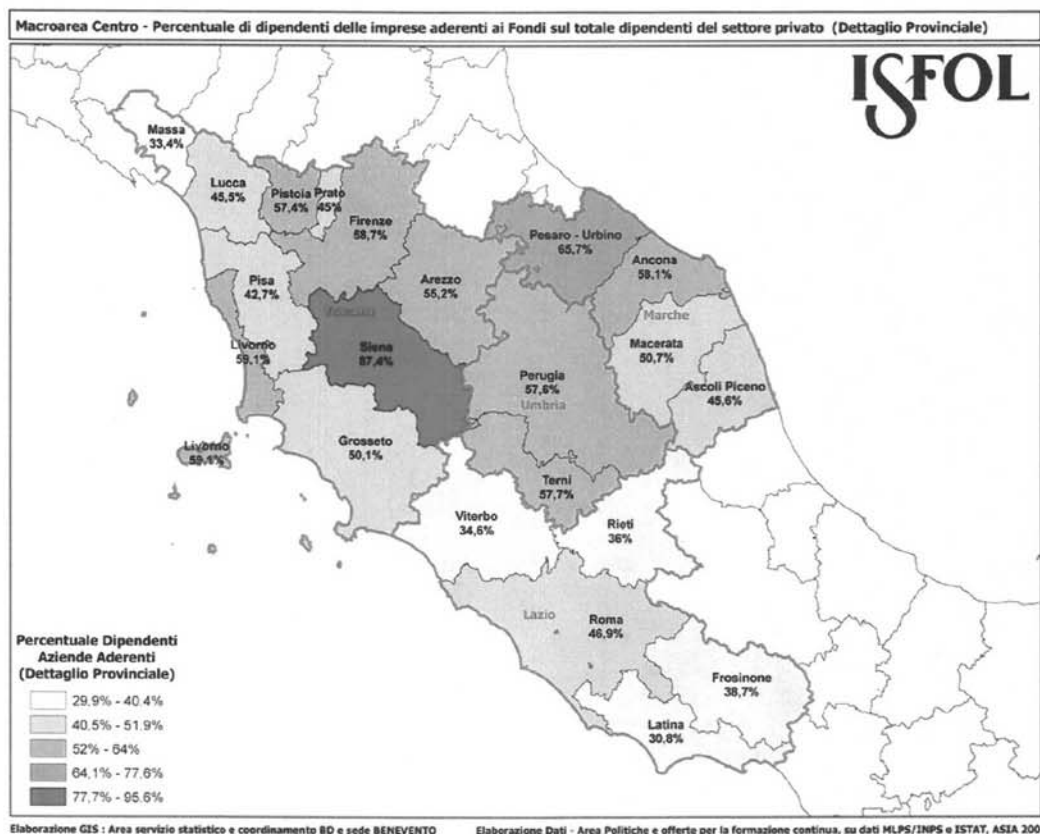 Macroarea Centro - Percentuale di dipendenti delle imprese aderenti ai Fondi sul totale dipendenti del settore privato (Dettaglio Provinciale)
ISFOL
Massa
33,4%
Lucca
45,5%
Pistoia
57,4%
Prato
45%
Firenze
58,7%
Pesaro - Urbino
65,7%
Ancona
59,1%
Arezzo
55,2%
Pisa
42,7%
Toscana
Marche
Livorno
59,1%
Siena
87,4%
Macerata
50,7%
Perugia
57,6%
Umbria
Ascoli Piceno
45,6%
Grosseto
50,1%
Livorno
59,1%
Terni
57,7%
Viterbo
34,6%
Rieti
36%
Lazio
Roma
46,9%
Frosinone
38,7%
Latina
30,8%
Percentuale Dipendenti
Aziende Aderenti
(Dettaglio Provinciale)
29.9% - 40.4%
40.5% - 51.9%
52% - 64%
64.1% - 77.6%
77.7% - 95.6%
Elaborazione GIS : Area servizio statistico e coordinamento BD e sede BENEVENTO
Elaborazione Dati - Area Politiche e offerte per la formazione continua, su dati MLPS/INPS e ISTAT, ASIA 200